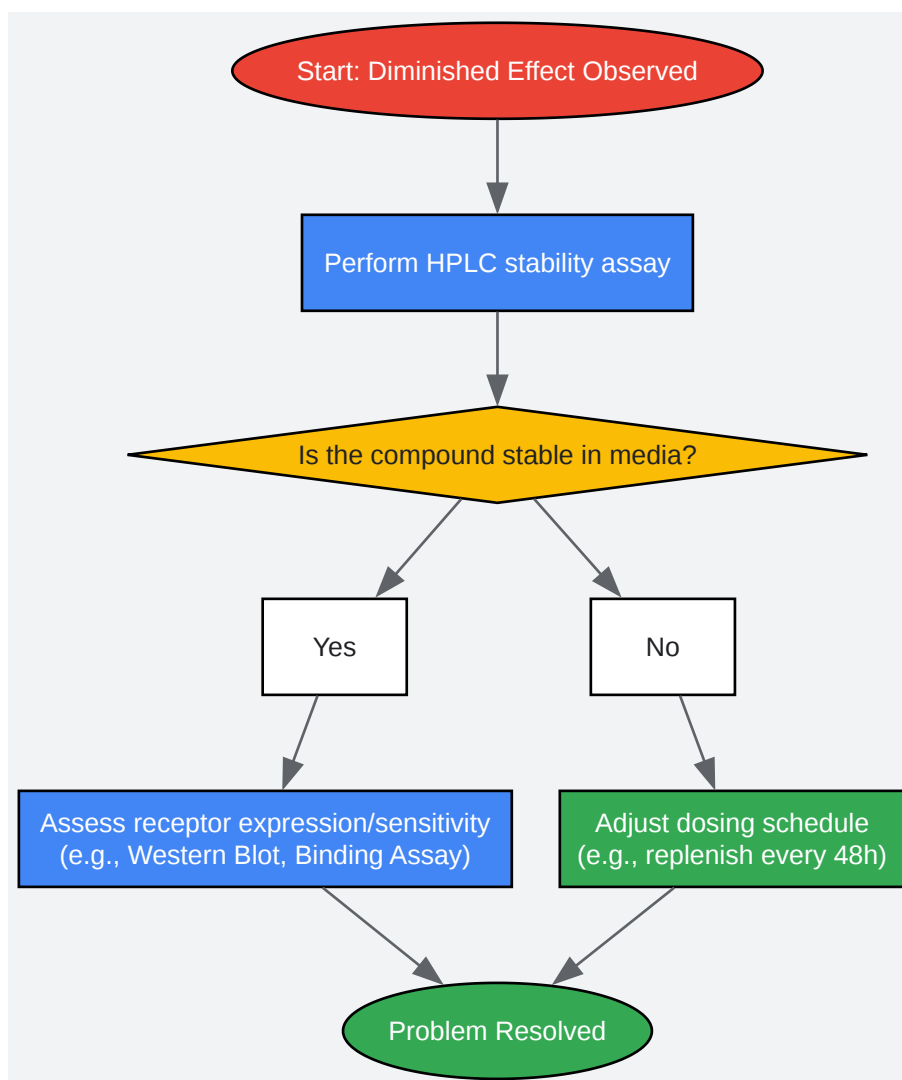 Start: Diminished Effect Observed
Perform HPLC stability assay
Is the compound stable in media?
Yes
No
Assess receptor expression/sensitivity
(e.g., Western Blot, Binding Assay)
Adjust dosing schedule
(e.g., replenish every 48h)
Problem Resolved